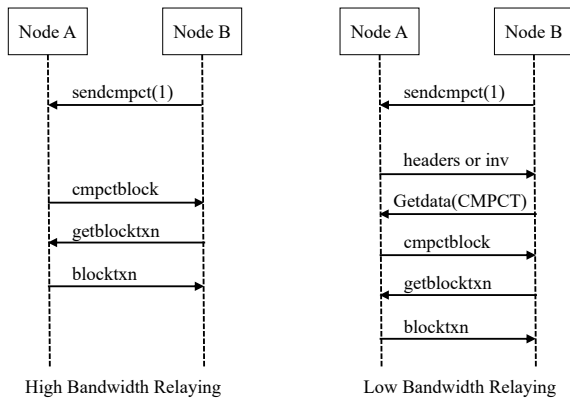 Node A
Node B
sendcmpct(1)
cmpctblock
getblocktxn
blocktxn
High Bandwidth Relaying
Node A
Node B
sendcmpct(1)
headers or inv
Getdata(CMPCT)
cmpctblock
getblocktxn
blocktxn
Low Bandwidth Relaying